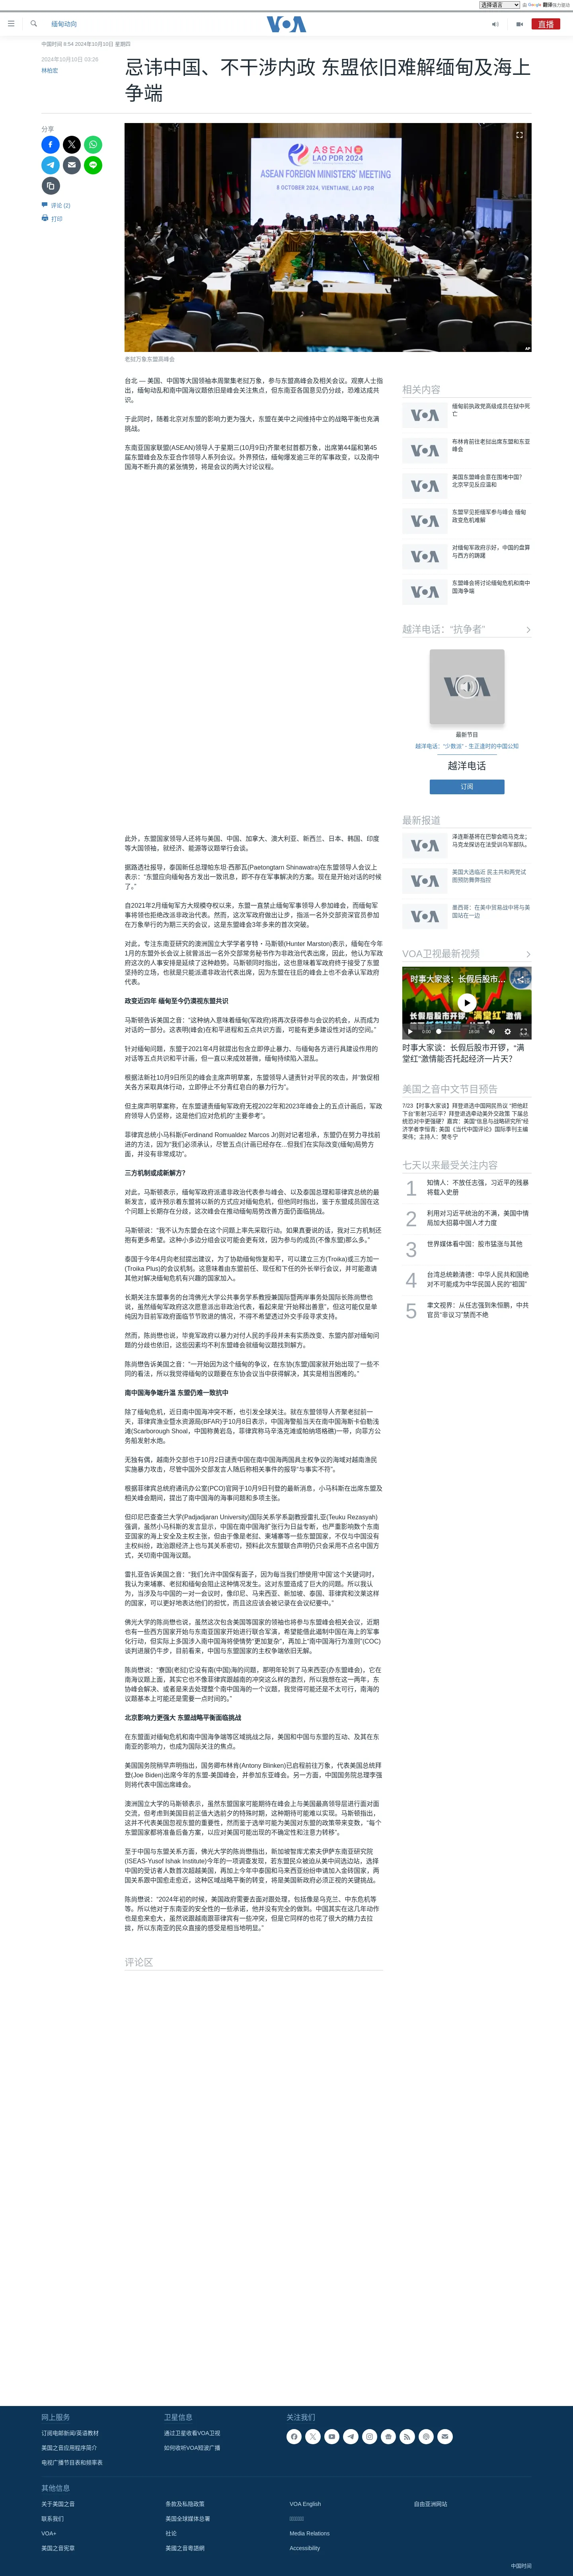 选择语言 由 Google 翻译强力驱动
缅甸动向
VOA
直播
中国时间 8:54 2024年10月10日 星期四
2024年10月10日 03:26
林柏宏
忌讳中国、不干涉内政 东盟依旧难解缅甸及海上争端
分享
评论 (2)
打印
ASEAN
LAO PDR 2024
ASEAN FOREIGN MINISTERS' MEETING
8 OCTOBER 2024, VIENTIANE, LAO PDR
AP
老挝万象东盟高峰会
台北 — 美国、中国等大国领袖本周聚集老挝万象，参与东盟高峰会及相关会议。观察人士指出，缅甸动乱和南中国海议题依旧是峰会关注焦点，但东南亚各国意见仍分歧，恐难达成共识。
于此同时，随着北京对东盟的影响力更为强大，东盟在美中之间维持中立的战略平衡也充满挑战。
东南亚国家联盟(ASEAN)领导人于星期三(10月9日)齐聚老挝首都万象，出席第44届和第45届东盟峰会及东亚合作领导人系列会议。外界预估，缅甸爆发逾三年的军事政变，以及南中国海不断升高的紧张情势，将是会议的两大讨论议程。
此外，东盟国家领导人还将与美国、中国、加拿大、澳大利亚、新西兰、日本、韩国、印度等大国领袖，就经济、能源等议题举行会谈。
据路透社报导，泰国新任总理帕东坦·西那瓦(Paetongtarn Shinawatra)在东盟领导人会议上表示：“东盟应向缅甸各方发出一致讯息，即不存在军事解决的方案。现在是开始对话的时候了。”
自2021年2月缅甸军方大规模夺权以来，东盟一直禁止缅甸军事领导人参加峰会，而缅甸军事将领也拒绝改派非政治代表。然而，这次军政府做出让步，指派一名外交部资深官员参加在万象举行的为期三天的会议。这是东盟峰会3年多来的首次突破。
对此，专注东南亚研究的澳洲国立大学学者亨特・马斯顿(Hunter Marston)表示，缅甸在今年1月的东盟外长会议上就曾派出一名外交部常务秘书作为非政治代表出席，因此，他认为军政府这次的与会人事安排是持续的方针，并非突破。马斯顿同时指出，这也意味着军政府终于接受了东盟所坚持的立场，也就是只能派遣非政治代表出席，但与此同时，东盟峰会上也不会承认军政府的代表。
政变近四年 缅甸至今仍漠视东盟共识
马斯顿告诉美国之音：“这种纳入意味着缅甸(军政府)将获得参与会议的一个名额，从而成为对话的一部分。这表明(峰会)在和平进程和五点共识方面，可能有更多建设性对话的空间。”
针对缅甸问题，东盟于2021年4月就曾提出包含立即停止暴力、与缅甸各方进行具建设作用的对话等五点共识和平计画，但一直以来成效甚微，缅甸持续陷入混乱。
根据法新社10月9日所见的峰会主席声明草案，东盟领导人谴责针对平民的攻击，并“敦促相关各方采取具体行动，立即停止不分青红皂白的暴力行为”。
但主席声明草案称，在东盟谴责缅甸军政府无视2022年和2023年峰会上的五点计画后，军政府领导人仍坚称，这是他们应对危机的“主要参考”。
菲律宾总统小马科斯(Ferdinand Romualdez Marcos Jr)则对记者坦承，东盟仍在努力寻找前进的方法，因为“我们必须承认，尽管五点(计画已经存在...但我们)在实际改变(缅甸)局势方面，并没有非常成功”。
三方机制或成新解方?
对此，马斯顿表示，随缅甸军政府派遣非政治代表参与峰会、以及泰国总理和菲律宾总统的最新发言，或许预示着领导人们将以新的方式重新关注缅甸问题，尤其是缅甸成员国在这个问题上长期存在分歧，这次峰会在推动缅甸局势改善方面仍面临挑战。
马斯顿说：“我不认为东盟会在这个问题上率先采取行动。如果真要说的话，我对三方机制还抱有更多希望。这种小多边分组会议可能会更有效，因为参与的成员(不像东盟)那么多。”
泰国于今年4月向老挝提出建议，为了协助缅甸恢复和平，可以建立三方(Troika)或三方加一(Troika Plus)的会议机制。这意味着由东盟前任、现任和下任的外长举行会议，并可能邀请其他对解决缅甸危机有兴趣的国家加入。
长期关注东盟事务的台湾佛光大学公共事务学系教授兼国际暨两岸事务处国际长陈尚懋也说，虽然缅甸军政府这次愿意派出非政治代表，看起来是“开始释出善意”，但这可能仅是单纯因为目前军政府面临节节败退的情况，不得不希望透过外交手段寻求支持。
然而，陈尚懋也说，毕竟军政府以暴力对付人民的手段并未有实质改变、东盟内部对缅甸问题的分歧也依旧，这些因素均不利东盟峰会就缅甸议题找到解方。
陈尚懋告诉美国之音：“一开始因为这个缅甸的争议，在东协(东盟)国家就开始出现了一些不同的看法，所以我觉得缅甸的议题要在东协会议当中获得解决，其实是相当困难的。”
南中国海争端升温 东盟仍难一致抗中
除了缅甸危机，近日南中国海冲突不断，也引发全球关注。就在东盟领导人齐聚老挝前一天，菲律宾渔业暨水资源局(BFAR)于10月8日表示，中国海警船当天在南中国海斯卡伯勒浅滩(Scarborough Shoal，中国称黄岩岛，菲律宾称马辛洛克滩或帕纳塔格礁)一带，向菲方公务船发射水炮。
无独有偶，越南外交部也于10月2日谴责中国在南中国海两国具主权争议的海域对越南渔民实施暴力攻击，尽管中国外交部发言人随后称相关事件的报导“与事实不符”。
根据菲律宾总统府通讯办公室(PCO)官网于10月9日刊登的最新消息，小马科斯在出席东盟及相关峰会期间，提出了南中国海的海事问题和多项主张。
但印尼巴查查兰大学(Padjadjaran University)国际关系学系副教授雷扎亚(Teuku Rezasyah)强调，虽然小马科斯的发言显示，中国在南中国海扩张行为日益专断，也严重影响数个东南亚国家的海上安全及主权主张，但由于像是老挝、柬埔寨等一些东盟国家，不仅与中国没有主权纠纷，政治跟经济上也与其关系密切，预料此次东盟联合声明仍只会采用不点名中国方式，关切南中国海议题。
雷扎亚告诉美国之音：“我们允许中国保有面子，因为每当我们想使用‘中国’这个关键词时，我认为柬埔寨、老挝和缅甸会阻止这种情况发生。这对东盟造成了巨大的问题。所以我认为，当涉及与中国的一对一会议时，像印尼、马来西亚、新加坡、泰国、菲律宾和汶莱这样的国家，可以更好地表达他们的担忧，而且这应该会被记录在会议纪要中。”
佛光大学的陈尚懋也说，虽然这次包含美国等国家的领袖也将参与东盟峰会相关会议，近期也有一些西方国家开始与东南亚国家开始进行联合军演，希望能借此遏制中国在海上的军事化行动，但实际上多国涉入南中国海将使情势“更加复杂”，再加上“南中国海行为准则”(COC)谈判进展仍牛步，目前看来，中国与东盟国家的主权争端依旧无解。
陈尚懋说：“寮国(老挝)它没有南(中国)海的问题，那明年轮到了马来西亚(办东盟峰会)，它在南海议题上面，其实它也不像菲律宾跟越南的冲突这么样的激烈，所以我想在这一两年，东协峰会去解决、或者是来去处理整个南中国海的一个议题，我觉得可能还是不太可行，南海的议题基本上可能还是需要一点时间的。”
北京影响力更强大 东盟战略平衡面临挑战
在东盟面对缅甸危机和南中国海争端等区域挑战之际，美国和中国与东盟的互动、及其在东南亚的影响力，也成为国际关注的焦点。
美国国务院稍早声明指出，国务卿布林肯(Antony Blinken)已启程前往万象，代表美国总统拜登(Joe Biden)出席今年的东盟-美国峰会，并参加东亚峰会。另一方面，中国国务院总理李强则将代表中国出席峰会。
澳洲国立大学的马斯顿表示，虽然东盟国家可能期待在峰会上与美国最高领导层进行面对面交流，但考虑到美国目前正值大选前夕的特殊时期，这种期待可能难以实现。马斯顿指出，这并不代表美国忽视东盟的重要性，然而鉴于选举可能为美国对东盟的政策带来变数，“每个东盟国家都将准备后备方案，以应对美国可能出现的不确定性和注意力转移”。
至于中国与东盟关系方面，佛光大学的陈尚懋指出，新加坡智库尤索夫伊萨东南亚研究院(ISEAS-Yusof Ishak Institute)今年的一项调查发现，若东盟民众被迫从美中间选边站，选择中国的受访者人数首次超越美国，再加上今年中泰国和马来西亚纷纷申请加入金砖国家，两国关系跟中国愈走愈近，这种区域战略平衡的转变，将是美国新政府必须正视的关键挑战。
陈尚懋说：“2024年初的时候，美国政府需要去面对跟处理，包括像是乌克兰、中东危机等等。所以他对于东南亚的安全性的一些承诺，他并没有完全的做到。中国其实在这几年动作也是愈来愈大，虽然说跟越南跟菲律宾有一些冲突，但是它同样的也花了很大的精力去拉拢，所以东南亚的民众直接的感受是相当地明显。”
评论区
相关内容
缅甸前执政党高级成员在狱中死亡
布林肯前往老挝出席东盟和东亚峰会
美国东盟峰会意在围堵中国？北京罕见反应温和
东盟罕见拒缅军参与峰会 缅甸政变危机难解
对缅甸军政府示好，中国的盘算与西方的踌躇
东盟峰会将讨论缅甸危机和南中国海争端
越洋电话：“抗争者”
最新节目
越洋电话：“少数派” - 生正逢时的中国公知
越洋电话
订阅
最新报道
泽连斯基将在巴黎会晤马克龙；马克龙探访在法受训乌军部队。
美国大选临近 民主共和两党试图预防舞弊指控
墨西哥：在美中贸易战中将与美国站在一边
VOA卫视最新视频
时事大家谈：长假后股市...
长假后股市开锣“满堂红”激情
0:00
18:08
时事大家谈：长假后股市开锣，“满堂红”激情能否托起经济一片天？
美国之音中文节目预告
7/23【时事大家谈】拜登退选中国网民热议 “把他赶下台”影射习近平？拜登退选牵动美外交政策 下届总统恐对中更强硬？嘉宾：美国“信息与战略研究所”经济学者李恒青; 美国《当代中国评论》国际季刊主编荣伟；主持人：樊冬宁
七天以来最受关注内容
1 知情人：不放任志强，习近平的残暴将载入史册
2 利用对习近平统治的不满，美国中情局加大招募中国人才力度
3 世界媒体看中国：股市猛涨与其他
4 台湾总统赖清德：中华人民共和国绝对不可能成为中华民国人民的“祖国”
5 聿文视界：从任志强到朱恒鹏，中共官员“非议习”禁而不绝
网上服务
订阅电邮新闻/英语教材
美国之音应用程序简介
电视广播节目表和频率表
卫星信息
通过卫星收看VOA卫视
如何收听VOA短波广播
关注我们
其他信息
关于美国之音
联系我们
VOA+
美国之音宪章
条款及私隐政策
美国全球媒体总署
社论
美國之音粵語網
VOA English
Media Relations
Accessibility
自由亚洲网站
中国时间